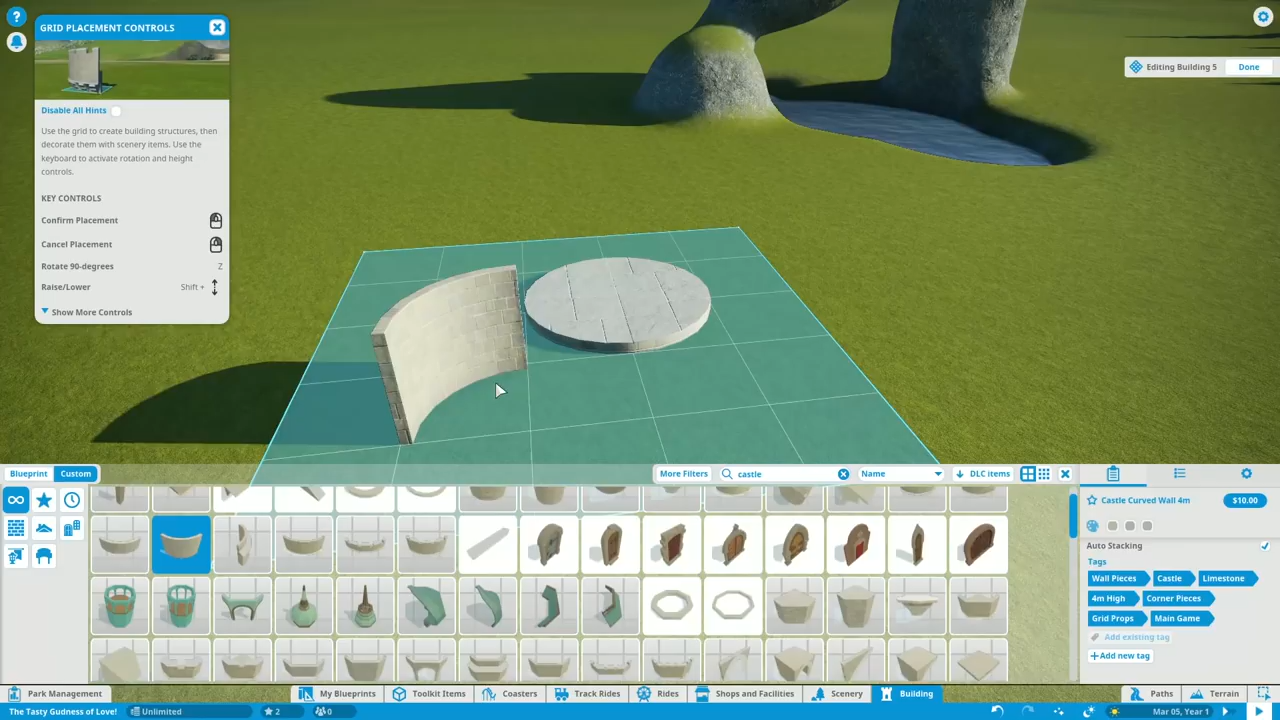 GRID PLACEMENT CONTROLS
Disable All Hints
Use the grid to create building structures, then
decorate them with scenery items. Use the
keyboard to activate rotation and height
controls.
KEY CONTROLS
Confirm Placement
Cancel Placement
Rotate 90-degrees Z
Raise/Lower Shift +
Show More Controls
Editing Building 5 Done
Blueprint Custom More Filters castle Name DLC items
Castle Curved Wall 4m $10.00
Auto Stacking
Tags
Wall Pieces Castle Limestone
4m High Corner Pieces
Grid Props Main Game
Add existing tag
+Add new tag
Park Management My Blueprints Toolkit Items Coasters Track Rides Rides Shops and Facilities Scenery Building Paths Terrain
The Tasty Gudness of Love! Unlimited 2 0 Mar 05, Year 1